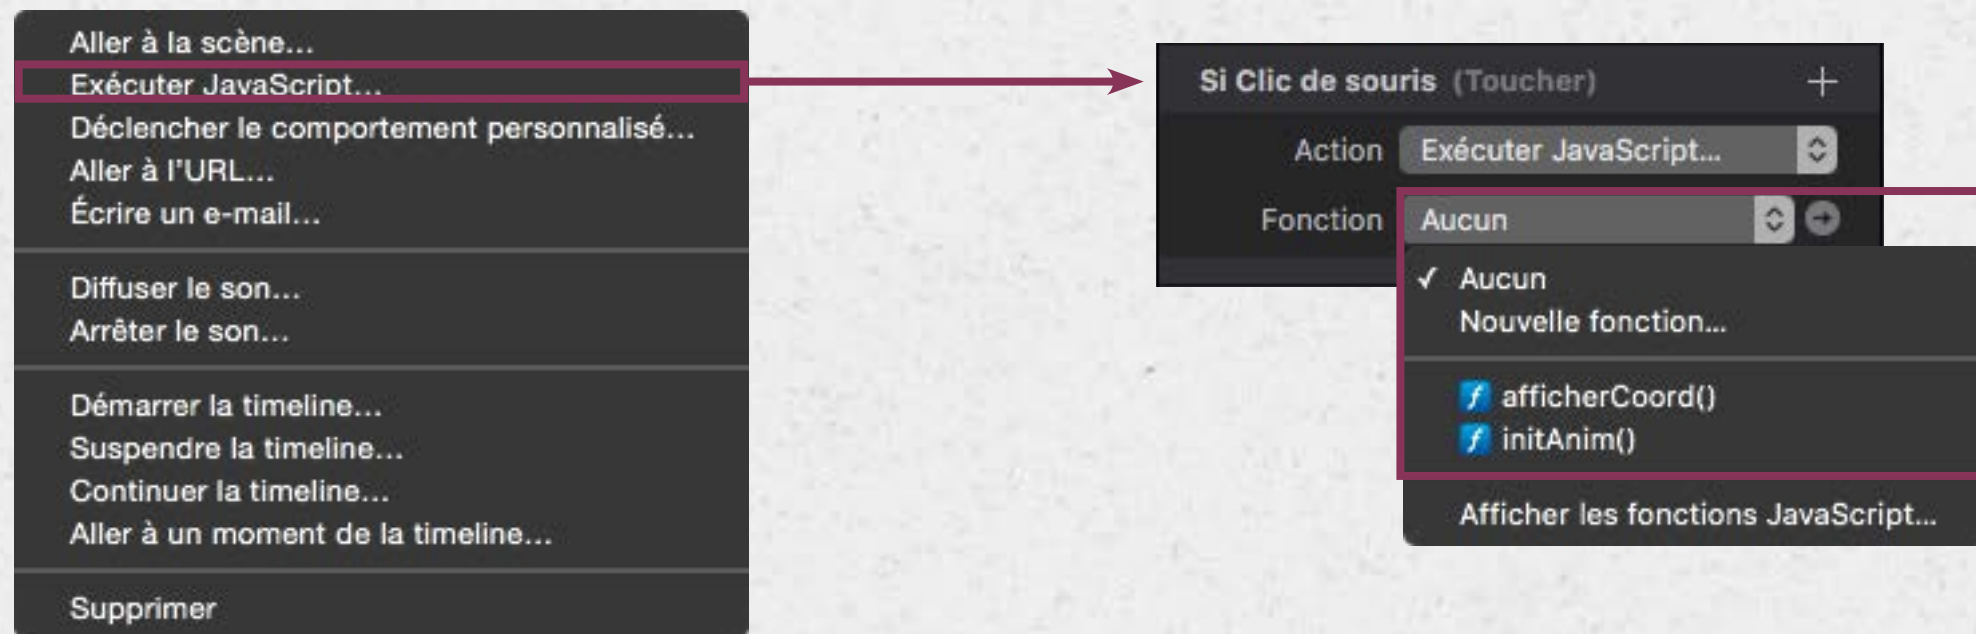 Aller à la scène...
Exécuter JavaScript...
Déclencher le comportement personnalisé...
Aller à l'URL...
Écrire un e-mail...
Diffuser le son...
Arrêter le son...
Démarrer la timeline...
Suspendre la timeline...
Continuer la timeline...
Aller à un moment de la timeline...
Supprimer
Si Clic de souris (Toucher)
Action Exécuter JavaScript...
Fonction Aucun
✓ Aucun
Nouvelle fonction...
afficherCoord()
initAnim()
Afficher les fonctions JavaScript...